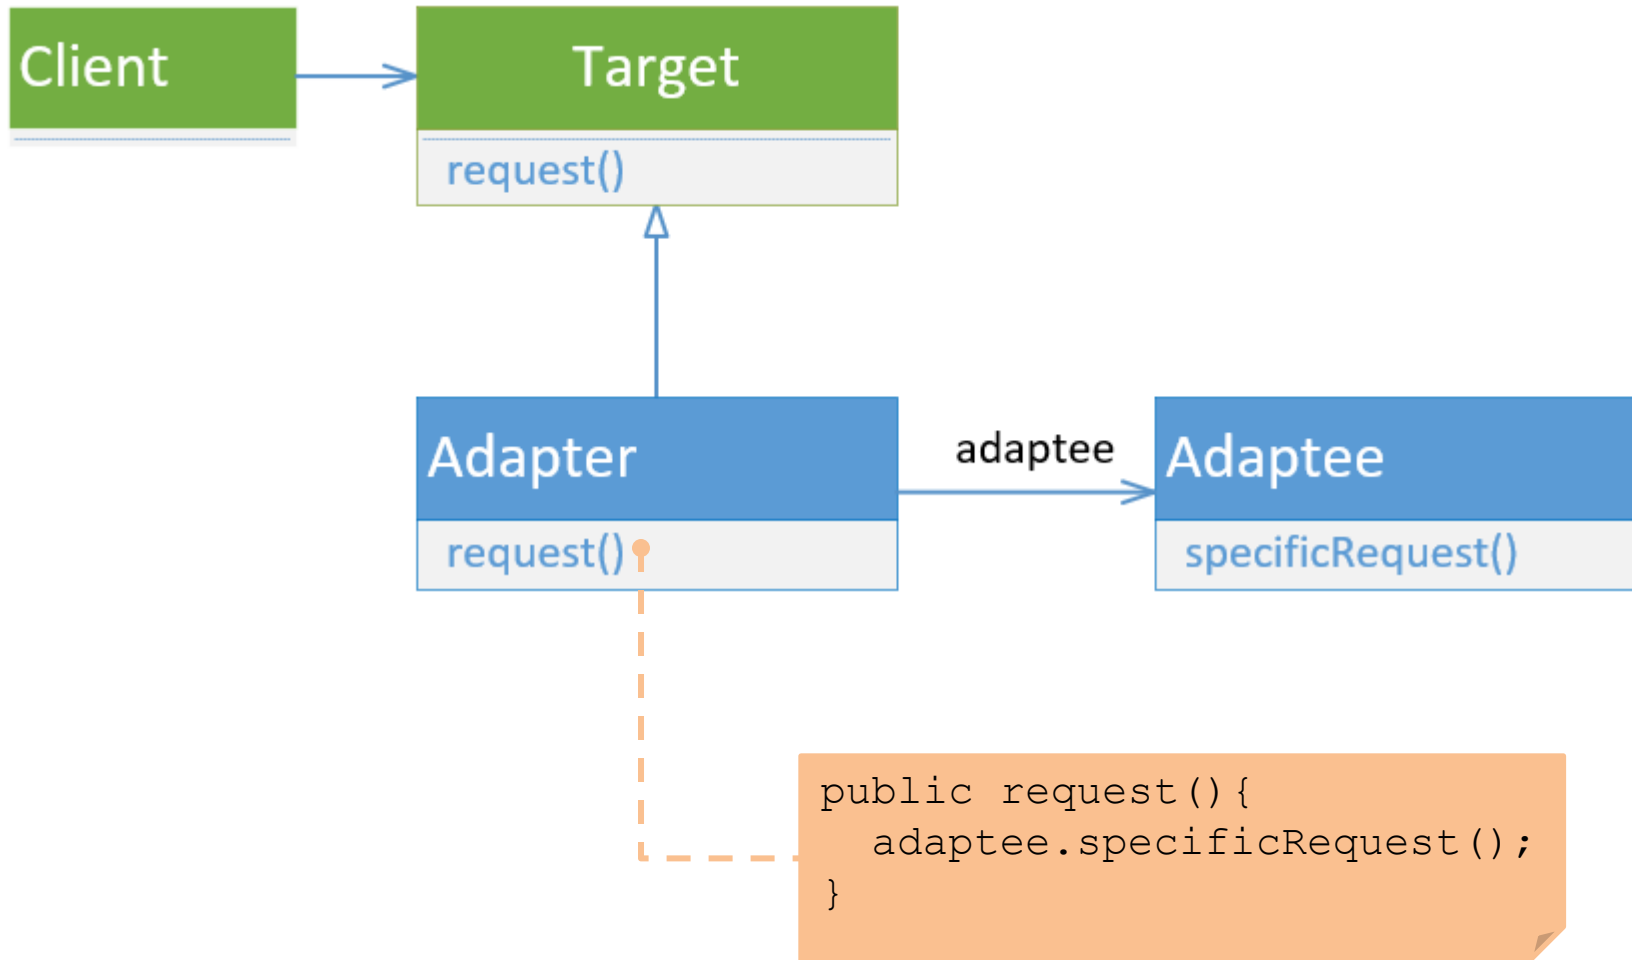 Client
Target
request()
Adapter
adaptee
Adaptee
request()
specificRequest()
public request(){
  adaptee.specificRequest();
}